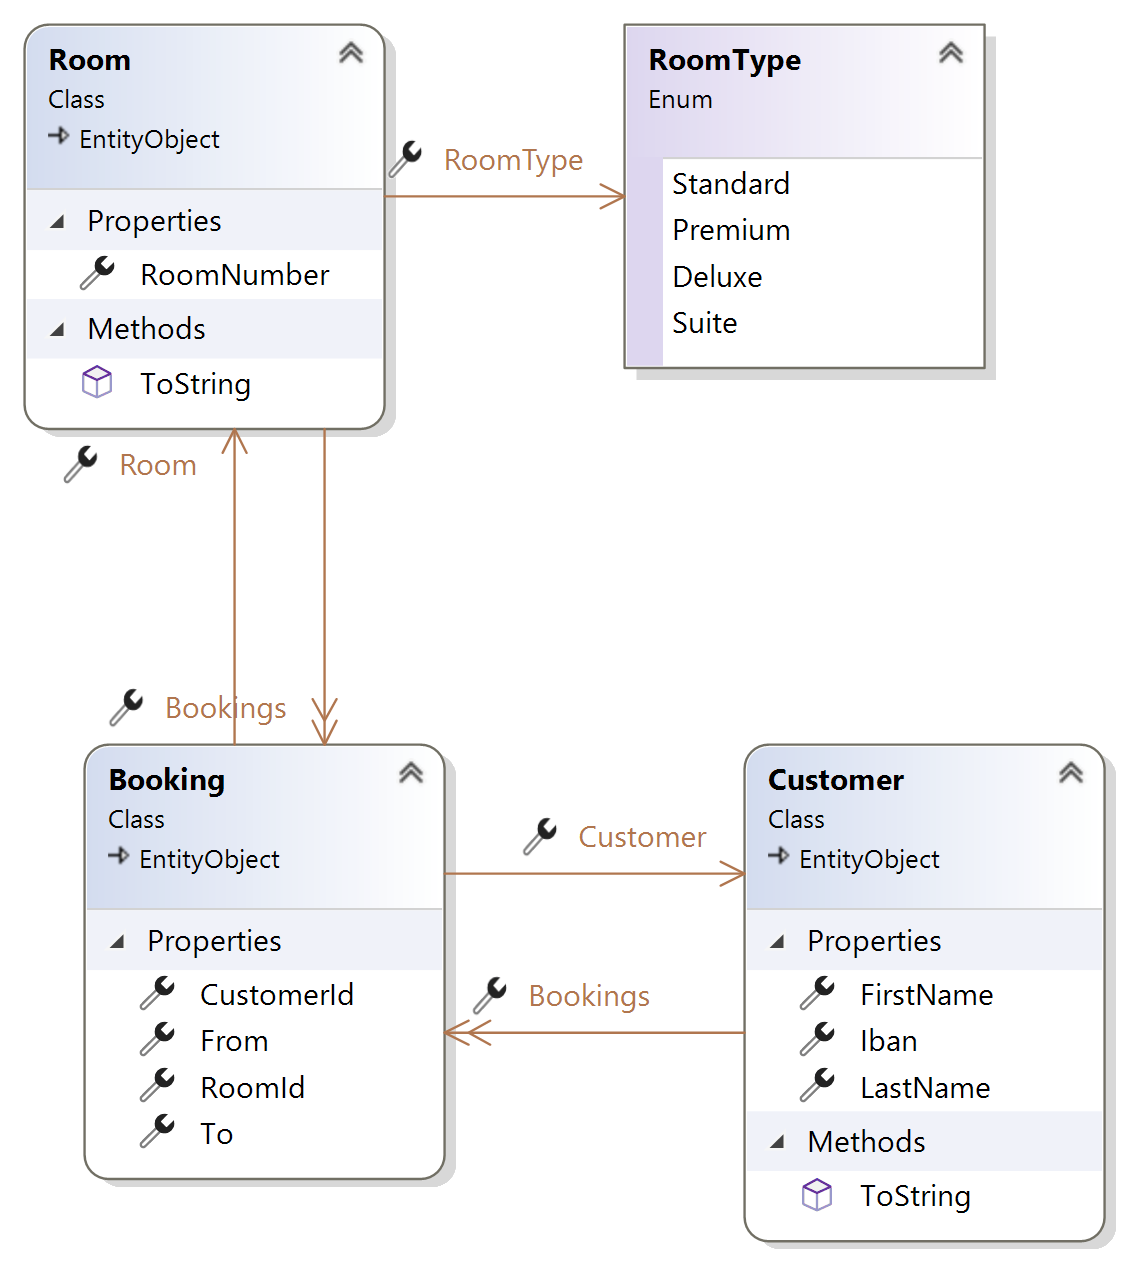 Room
Class
EntityObject
Properties
RoomNumber
Methods
ToString
RoomType
RoomType
Enum
Standard
Premium
Deluxe
Suite
Room
Bookings
Booking
Class
EntityObject
Properties
CustomerId
From
RoomId
To
Customer
Bookings
Customer
Class
EntityObject
Properties
FirstName
Iban
LastName
Methods
ToString